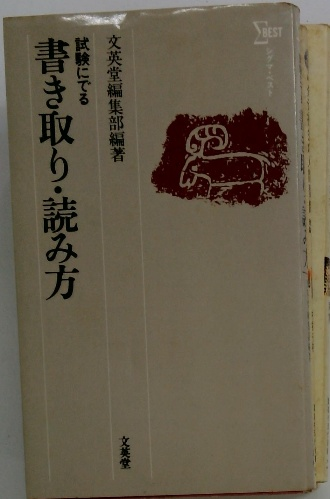 試験にでる
書き取り・読み方
文英堂編集部編著
ΣBEST
シグマ・ベスト
文英堂